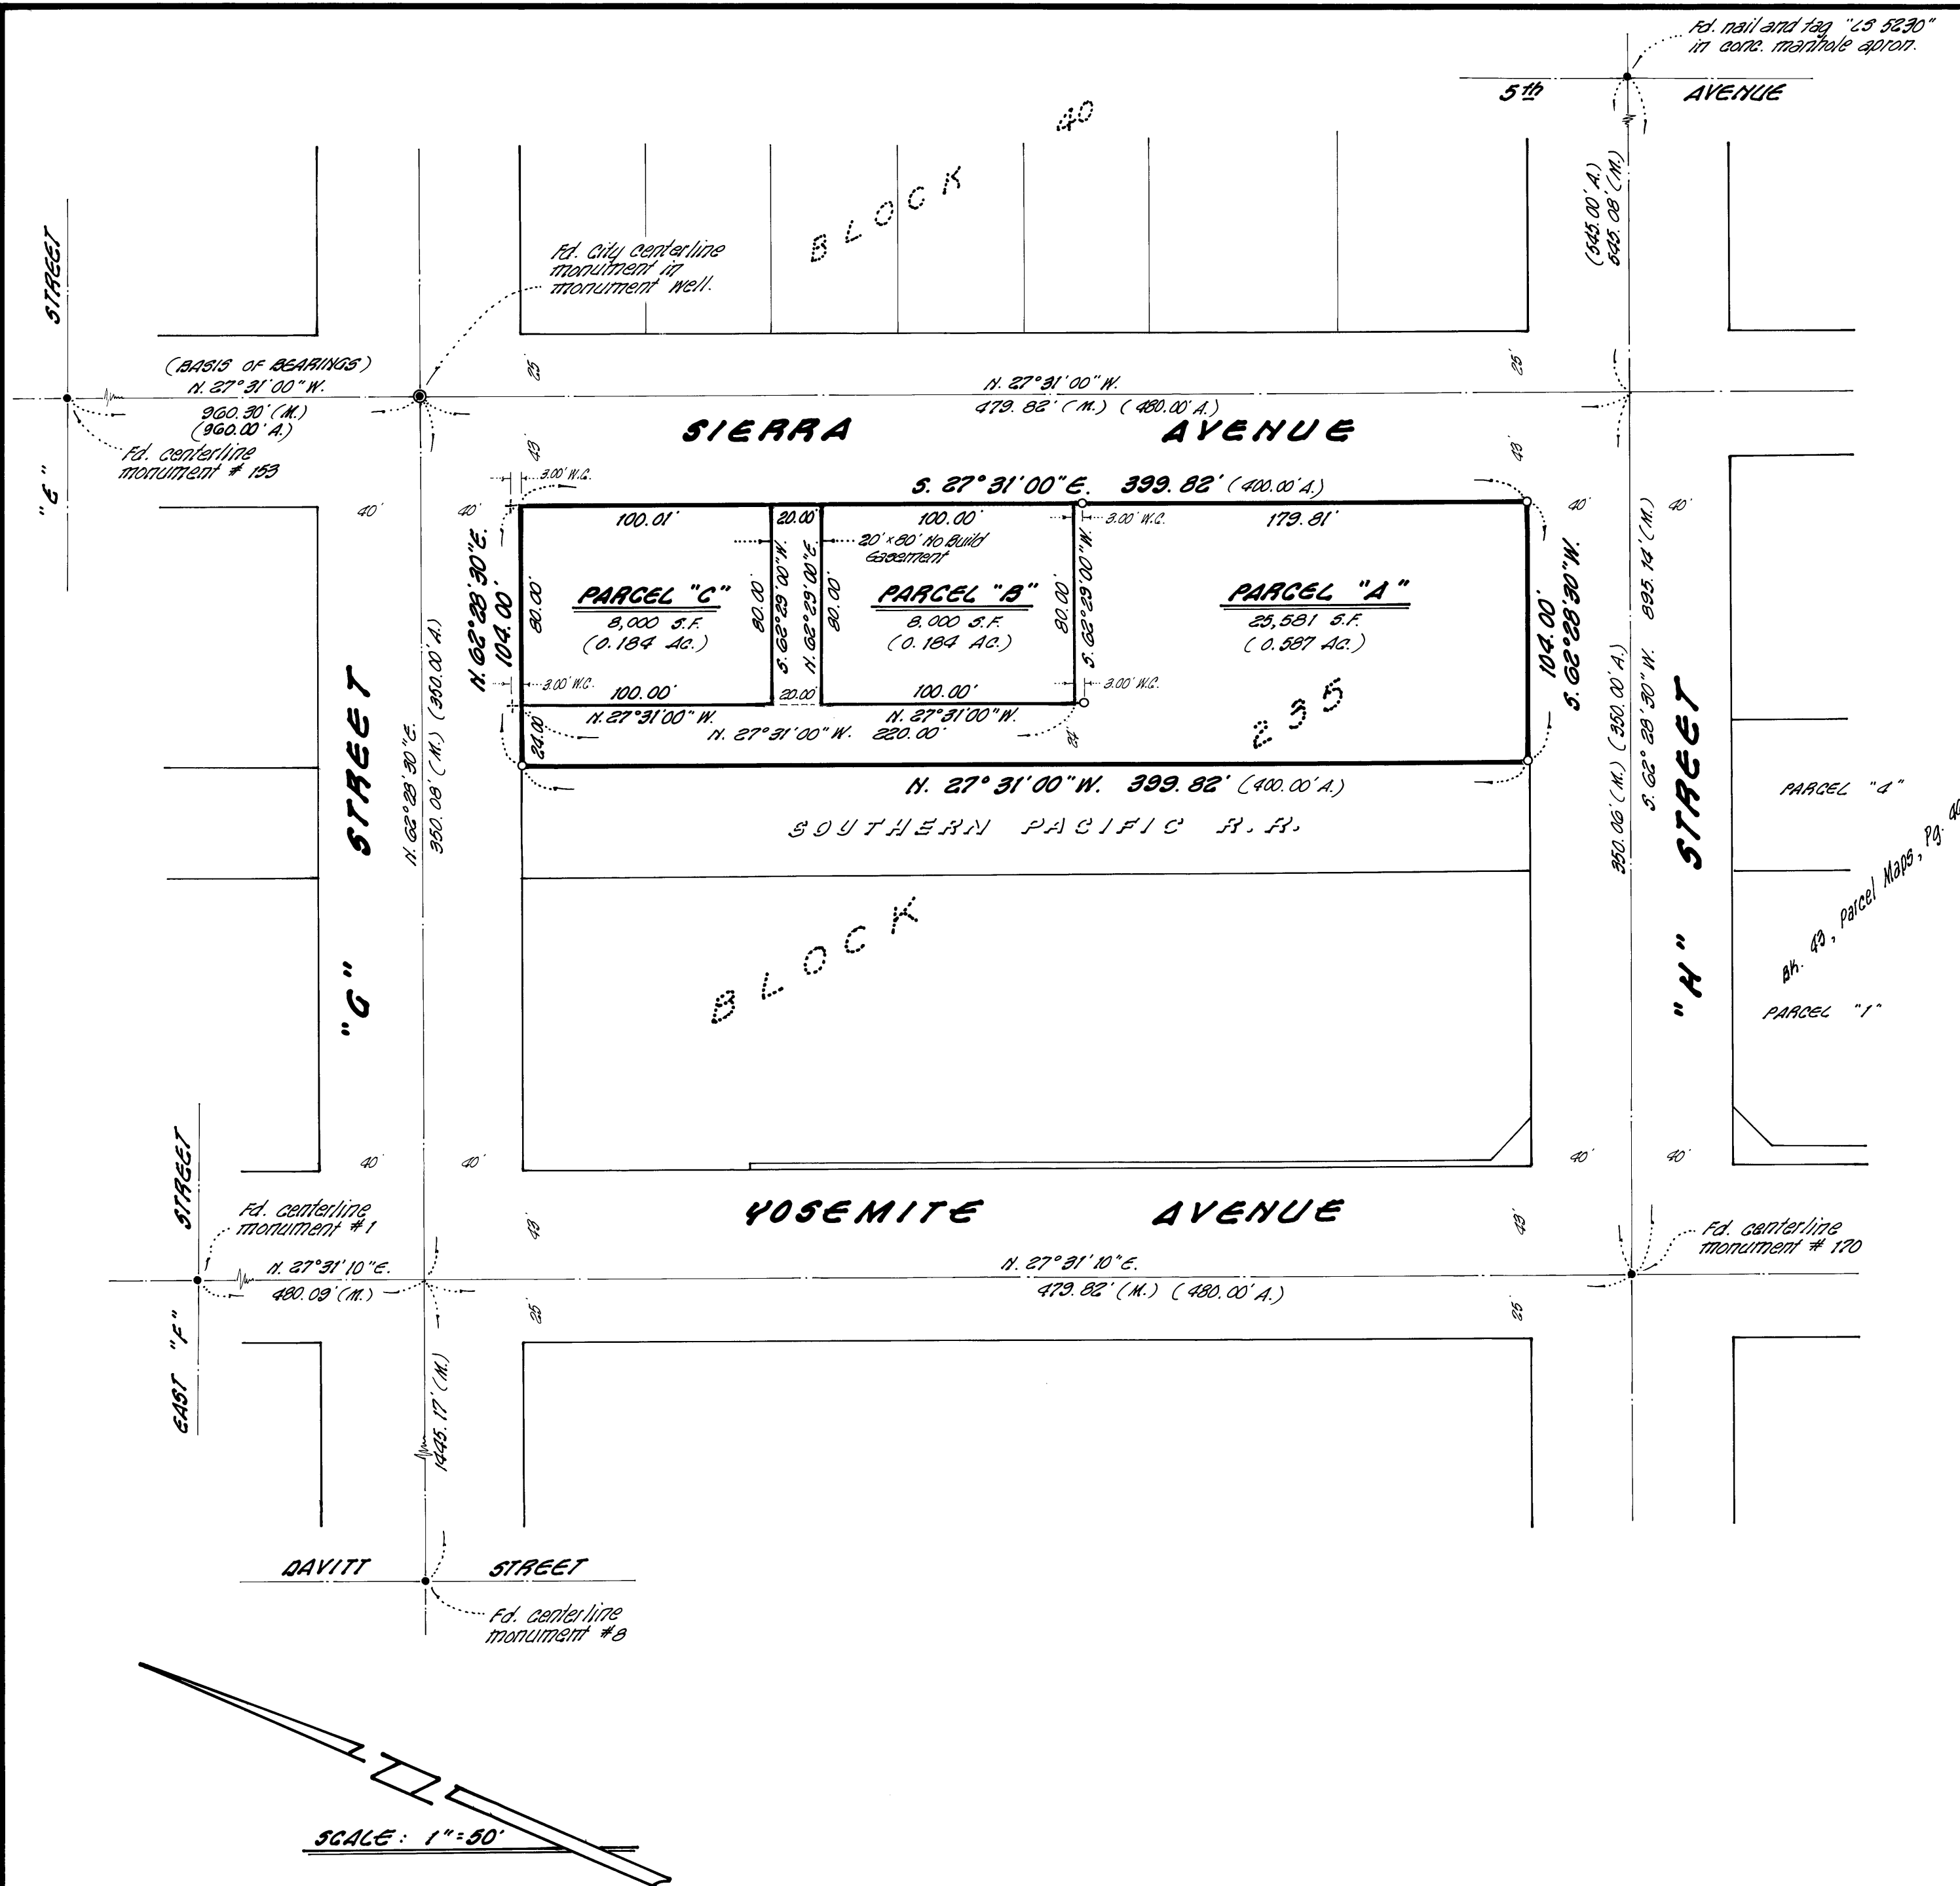 Fd. nail and tag "LS 5230"
in conc. manhole apron.
5th AVENUE
40
BLOCK
(545.00' A.)
545.08' (M.)
STREET
"E"
Fd. City centerline
monument in
monument well.
(BASIS OF BEARINGS)
N. 27°31'00" W.
960.30' (M.)
(960.00' A.)
Fd. centerline
monument # 153
25'
25'
N. 27°31'00" W.
479.82' (M.) (480.00' A.)
SIERRA AVENUE
43'
43'
3.00' W.C.
S. 27°31'00" E. 399.82' (400.00' A.)
40'
40'
40'
40'
100.01'
20.00'
100.00'
3.00' W.C.
179.81'
20'x80' No Build
Easement
N. 62°28'30" E.
104.00'
80.00'
PARCEL "C"
8,000 S.F.
(0.184 AC.)
80.00'
S. 62°29'00" W.
N. 62°29'00" E.
80.00'
PARCEL "B"
8,000 S.F.
(0.184 AC.)
80.00'
S. 62°29'00" W.
PARCEL "A"
25,581 S.F.
(0.587 AC.)
104.00'
S. 62°28'30" W.
3.00' W.C.
100.00'
20.00'
100.00'
3.00' W.C.
N. 27°31'00" W.
N. 27°31'00" W.
24.00'
N. 27°31'00" W. 220.00'
24'
235
N. 27°31'00" W. 399.82' (400.00' A.)
SOUTHERN PACIFIC R. R.
"G" STREET
N. 62°28'30" E.
350.08' (M.) (350.00' A.)
350.06' (M.) (350.00' A.)
S. 62°28'30" W. 895.14' (M.)
"H" STREET
PARCEL "4"
Bk. 43, Parcel Maps, Pg.
PARCEL "1"
BLOCK
40'
40'
40'
40'
STREET
EAST "F"
Fd. centerline
monument #1
N. 27°31'10" E.
480.09' (M.)
43'
43'
YOSEMITE AVENUE
N. 27°31'10" E.
479.82' (M.) (480.00' A.)
25'
25'
Fd. centerline
monument # 170
1445.17' (M.)
DAVITT STREET
Fd. centerline
monument #8
SCALE: 1"=50'